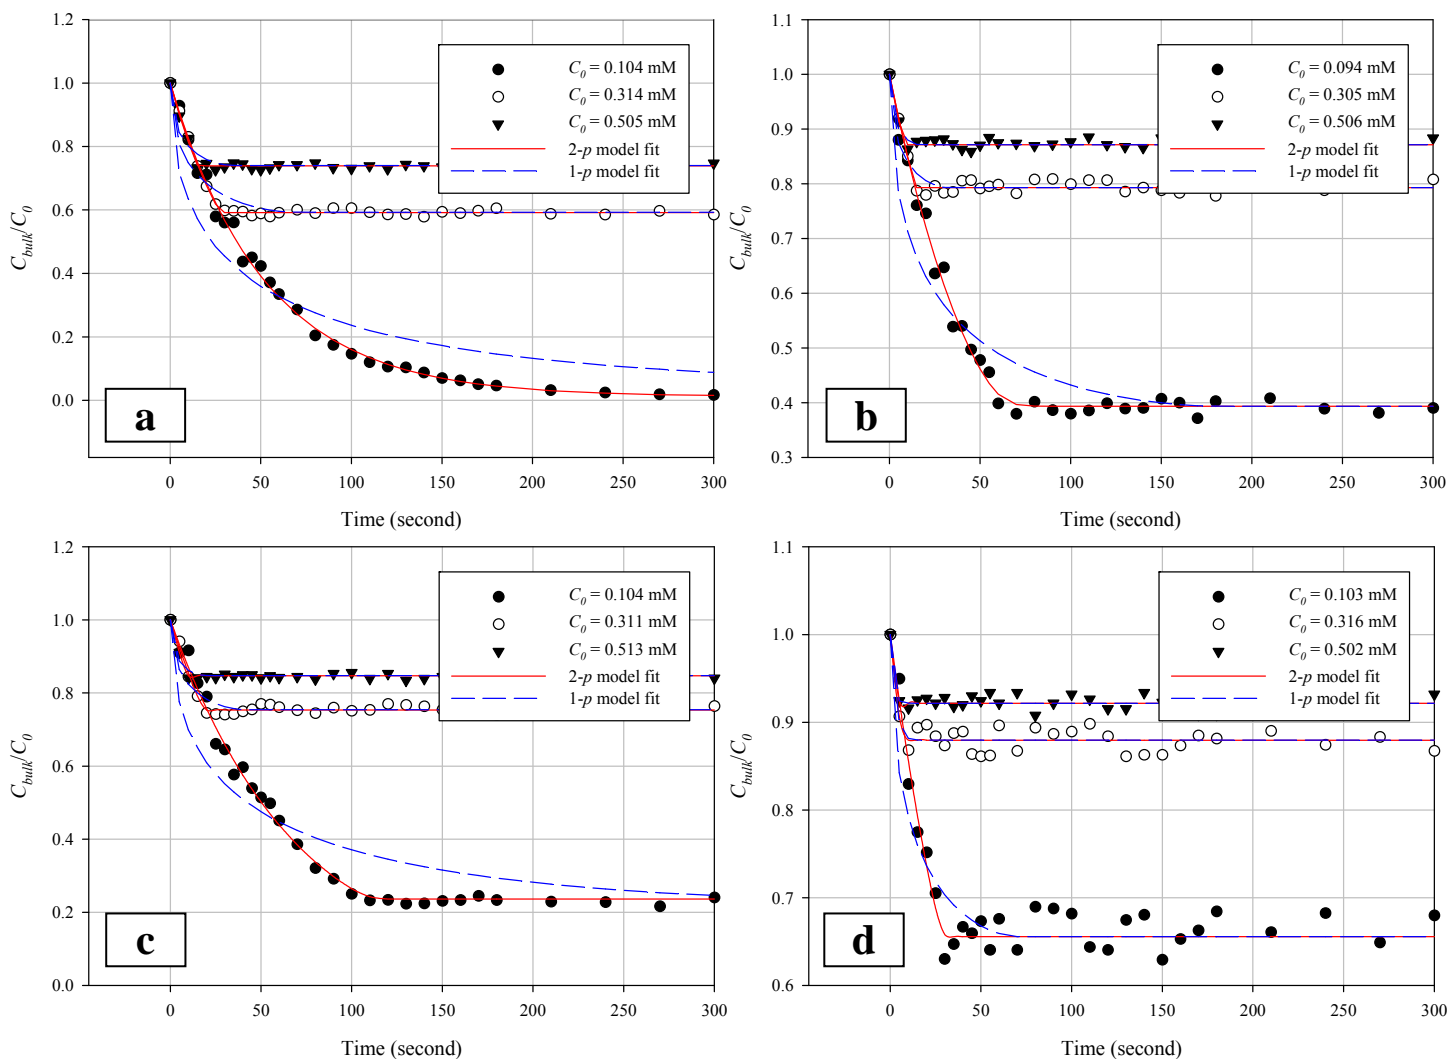 1.2
1.0
0.8
0.6
0.4
0.2
0.0
C_bulk/C_0
C_0 = 0.104 mM
C_0 = 0.314 mM
C_0 = 0.505 mM
2-p model fit
1-p model fit
a
0 50 100 150 200 250 300
Time (second)
1.1
1.0
0.9
0.8
0.7
0.6
0.5
0.4
0.3
C_bulk/C_0
C_0 = 0.094 mM
C_0 = 0.305 mM
C_0 = 0.506 mM
2-p model fit
1-p model fit
b
0 50 100 150 200 250 300
Time (second)
1.2
1.0
0.8
0.6
0.4
0.2
0.0
C_bulk/C_0
C_0 = 0.104 mM
C_0 = 0.311 mM
C_0 = 0.513 mM
2-p model fit
1-p model fit
c
0 50 100 150 200 250 300
Time (second)
1.1
1.0
0.9
0.8
0.7
0.6
C_bulk/C_0
C_0 = 0.103 mM
C_0 = 0.316 mM
C_0 = 0.502 mM
2-p model fit
1-p model fit
d
0 50 100 150 200 250 300
Time (second)